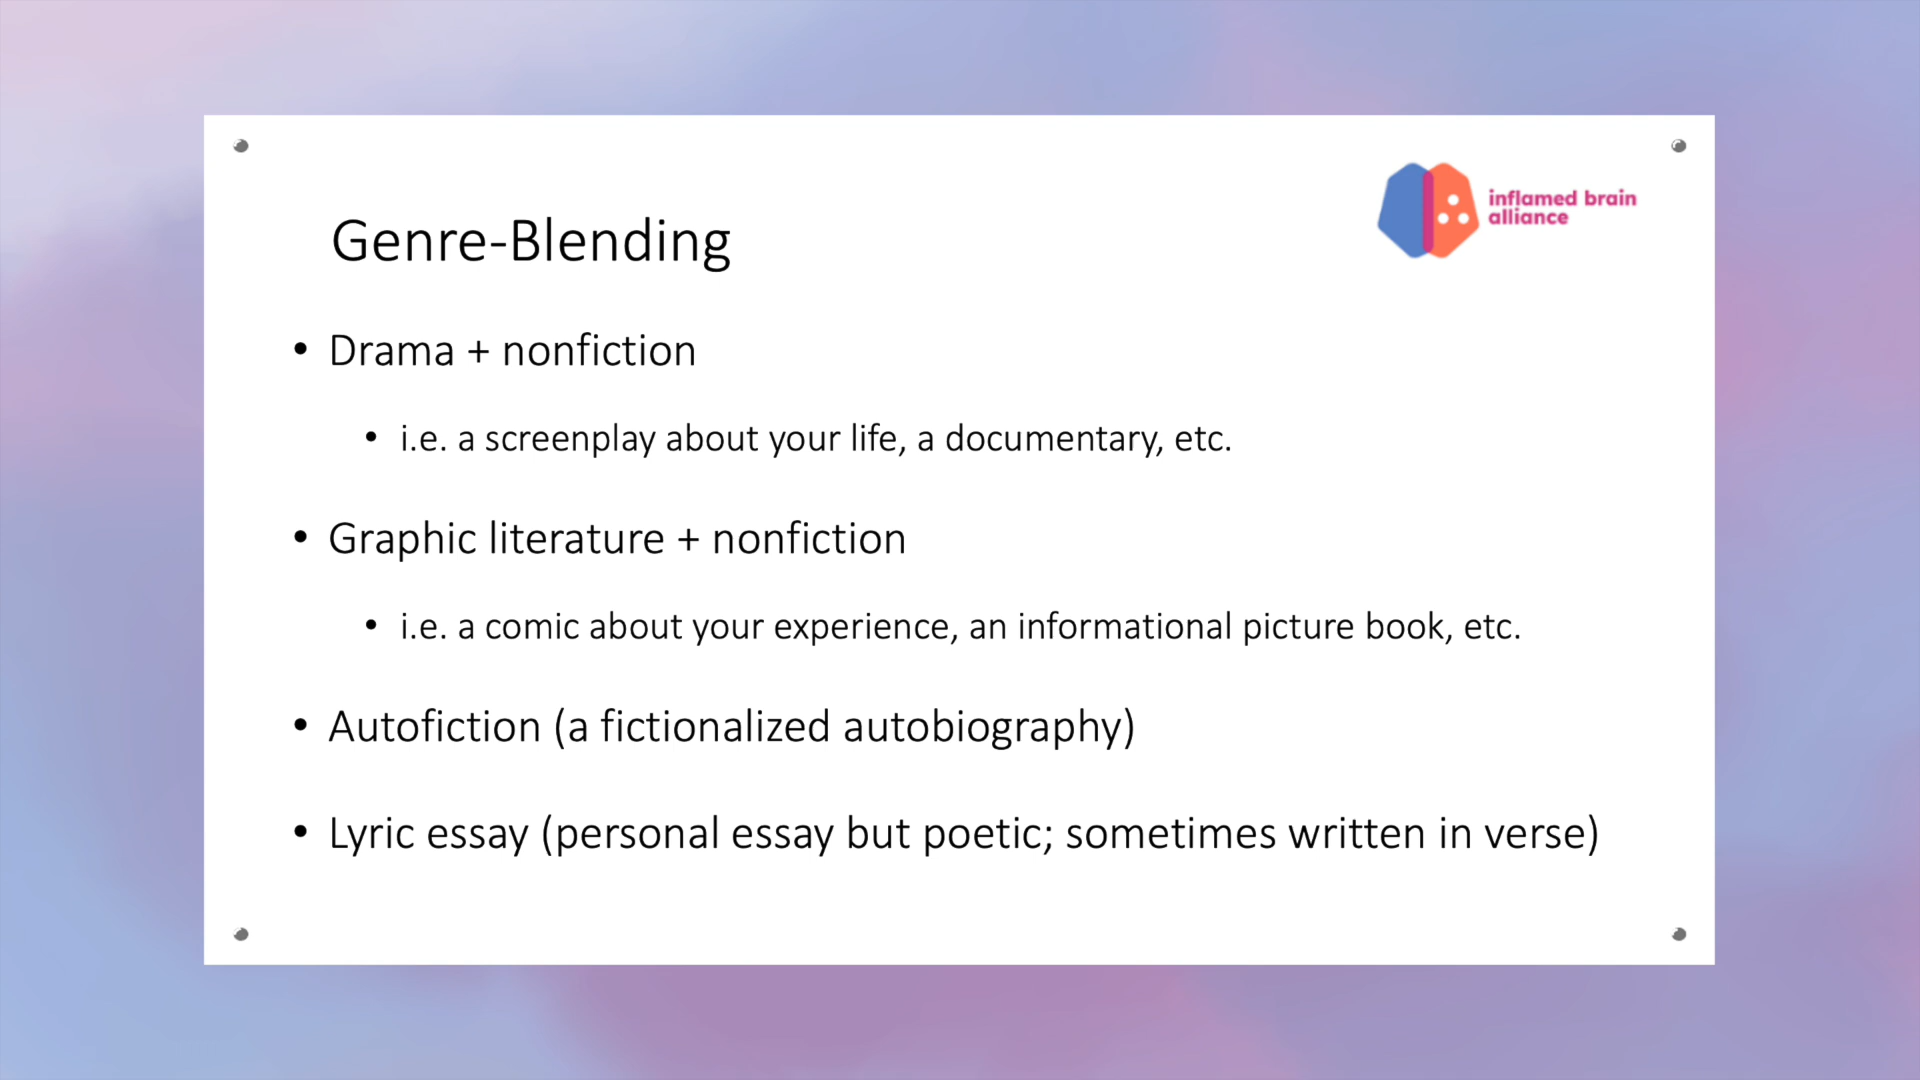 inflamed brain
alliance
Genre-Blending
• Drama + nonfiction
• i.e. a screenplay about your life, a documentary, etc.
• Graphic literature + nonfiction
• i.e. a comic about your experience, an informational picture book, etc.
• Autofiction (a fictionalized autobiography)
• Lyric essay (personal essay but poetic; sometimes written in verse)